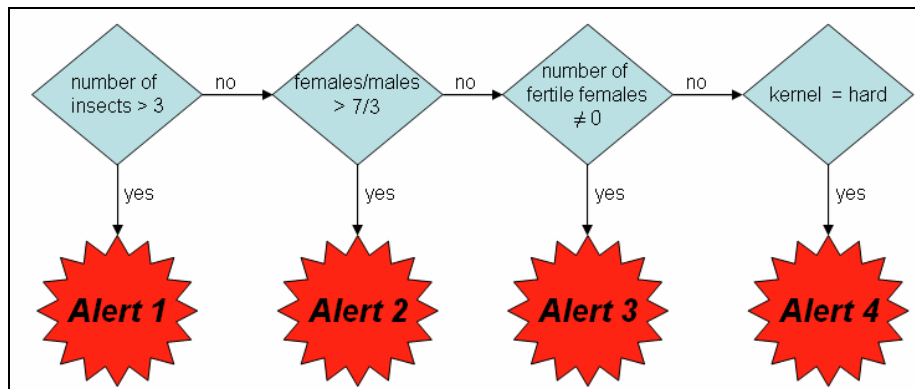 number of
insects > 3
no
females/males
> 7/3
no
number of
fertile females
≠ 0
no
kernel = hard
yes
yes
yes
yes
Alert 1
Alert 2
Alert 3
Alert 4